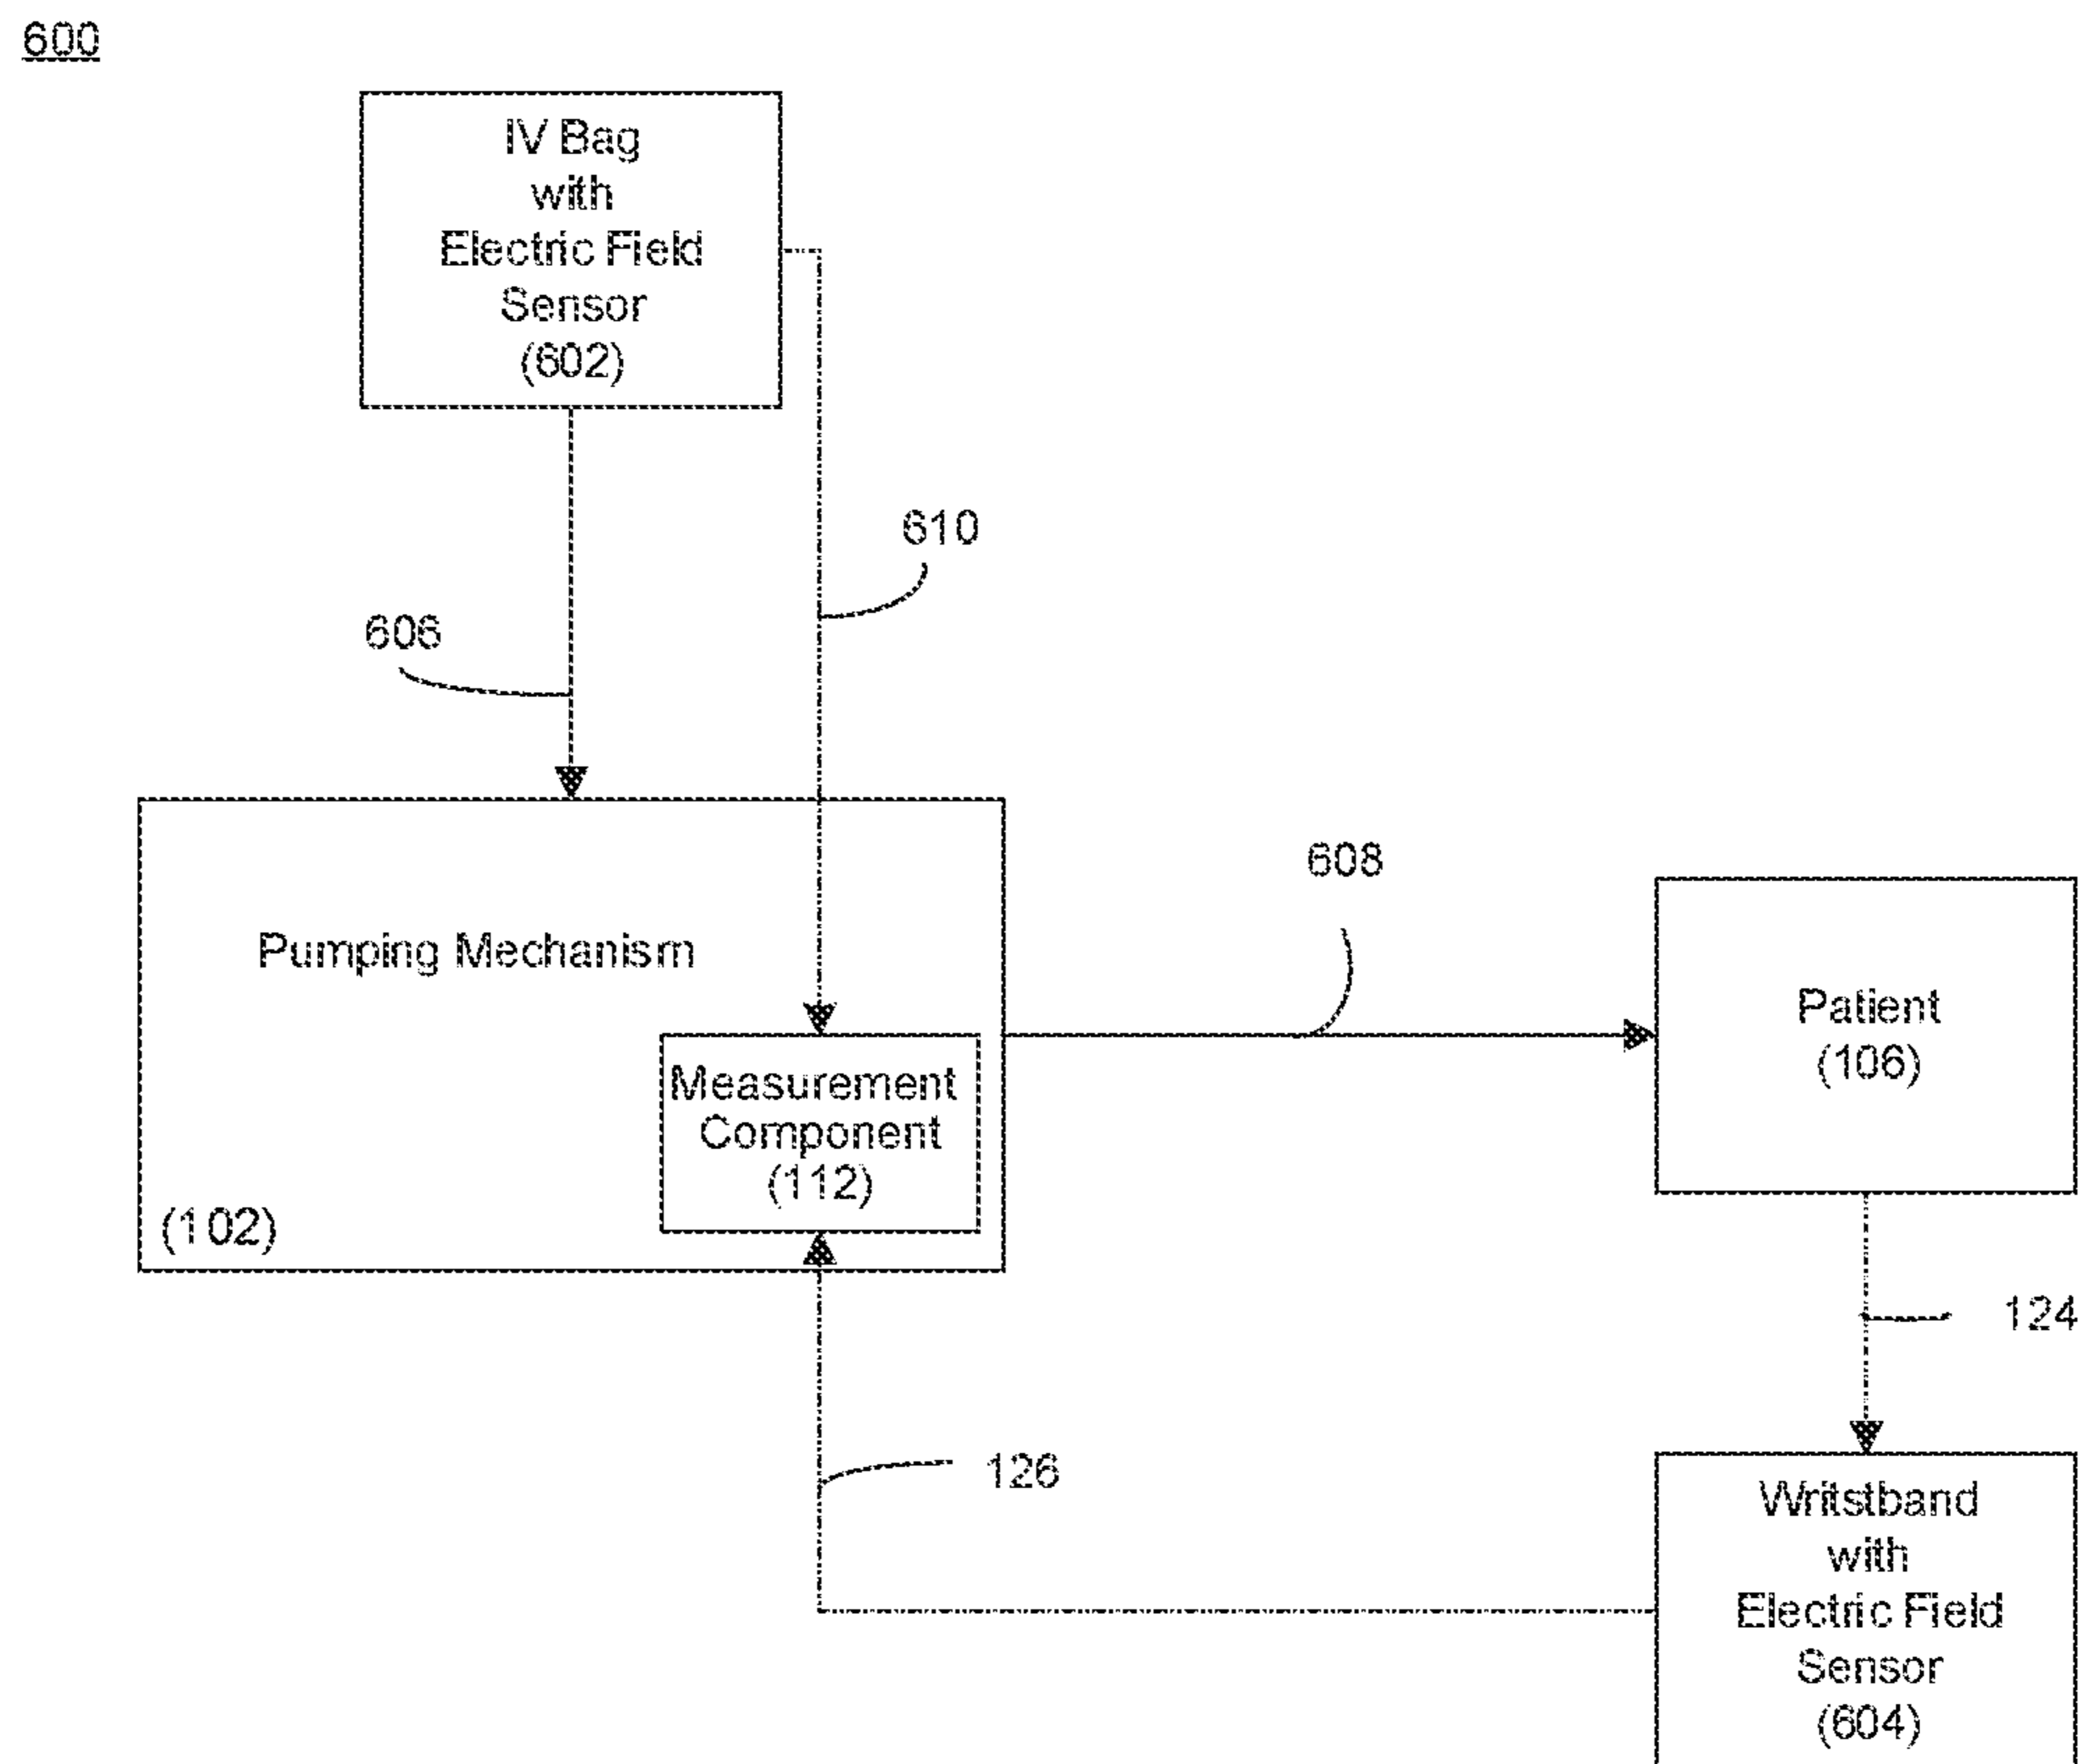 600
IV Bag
with
Electric Field
Sensor
(602)
610
606
608
Pumping Mechanism
Patient
(106)
Measurement
Component
(112)
(102)
124
126
Writstband
with
Electric Field
Sensor
(604)